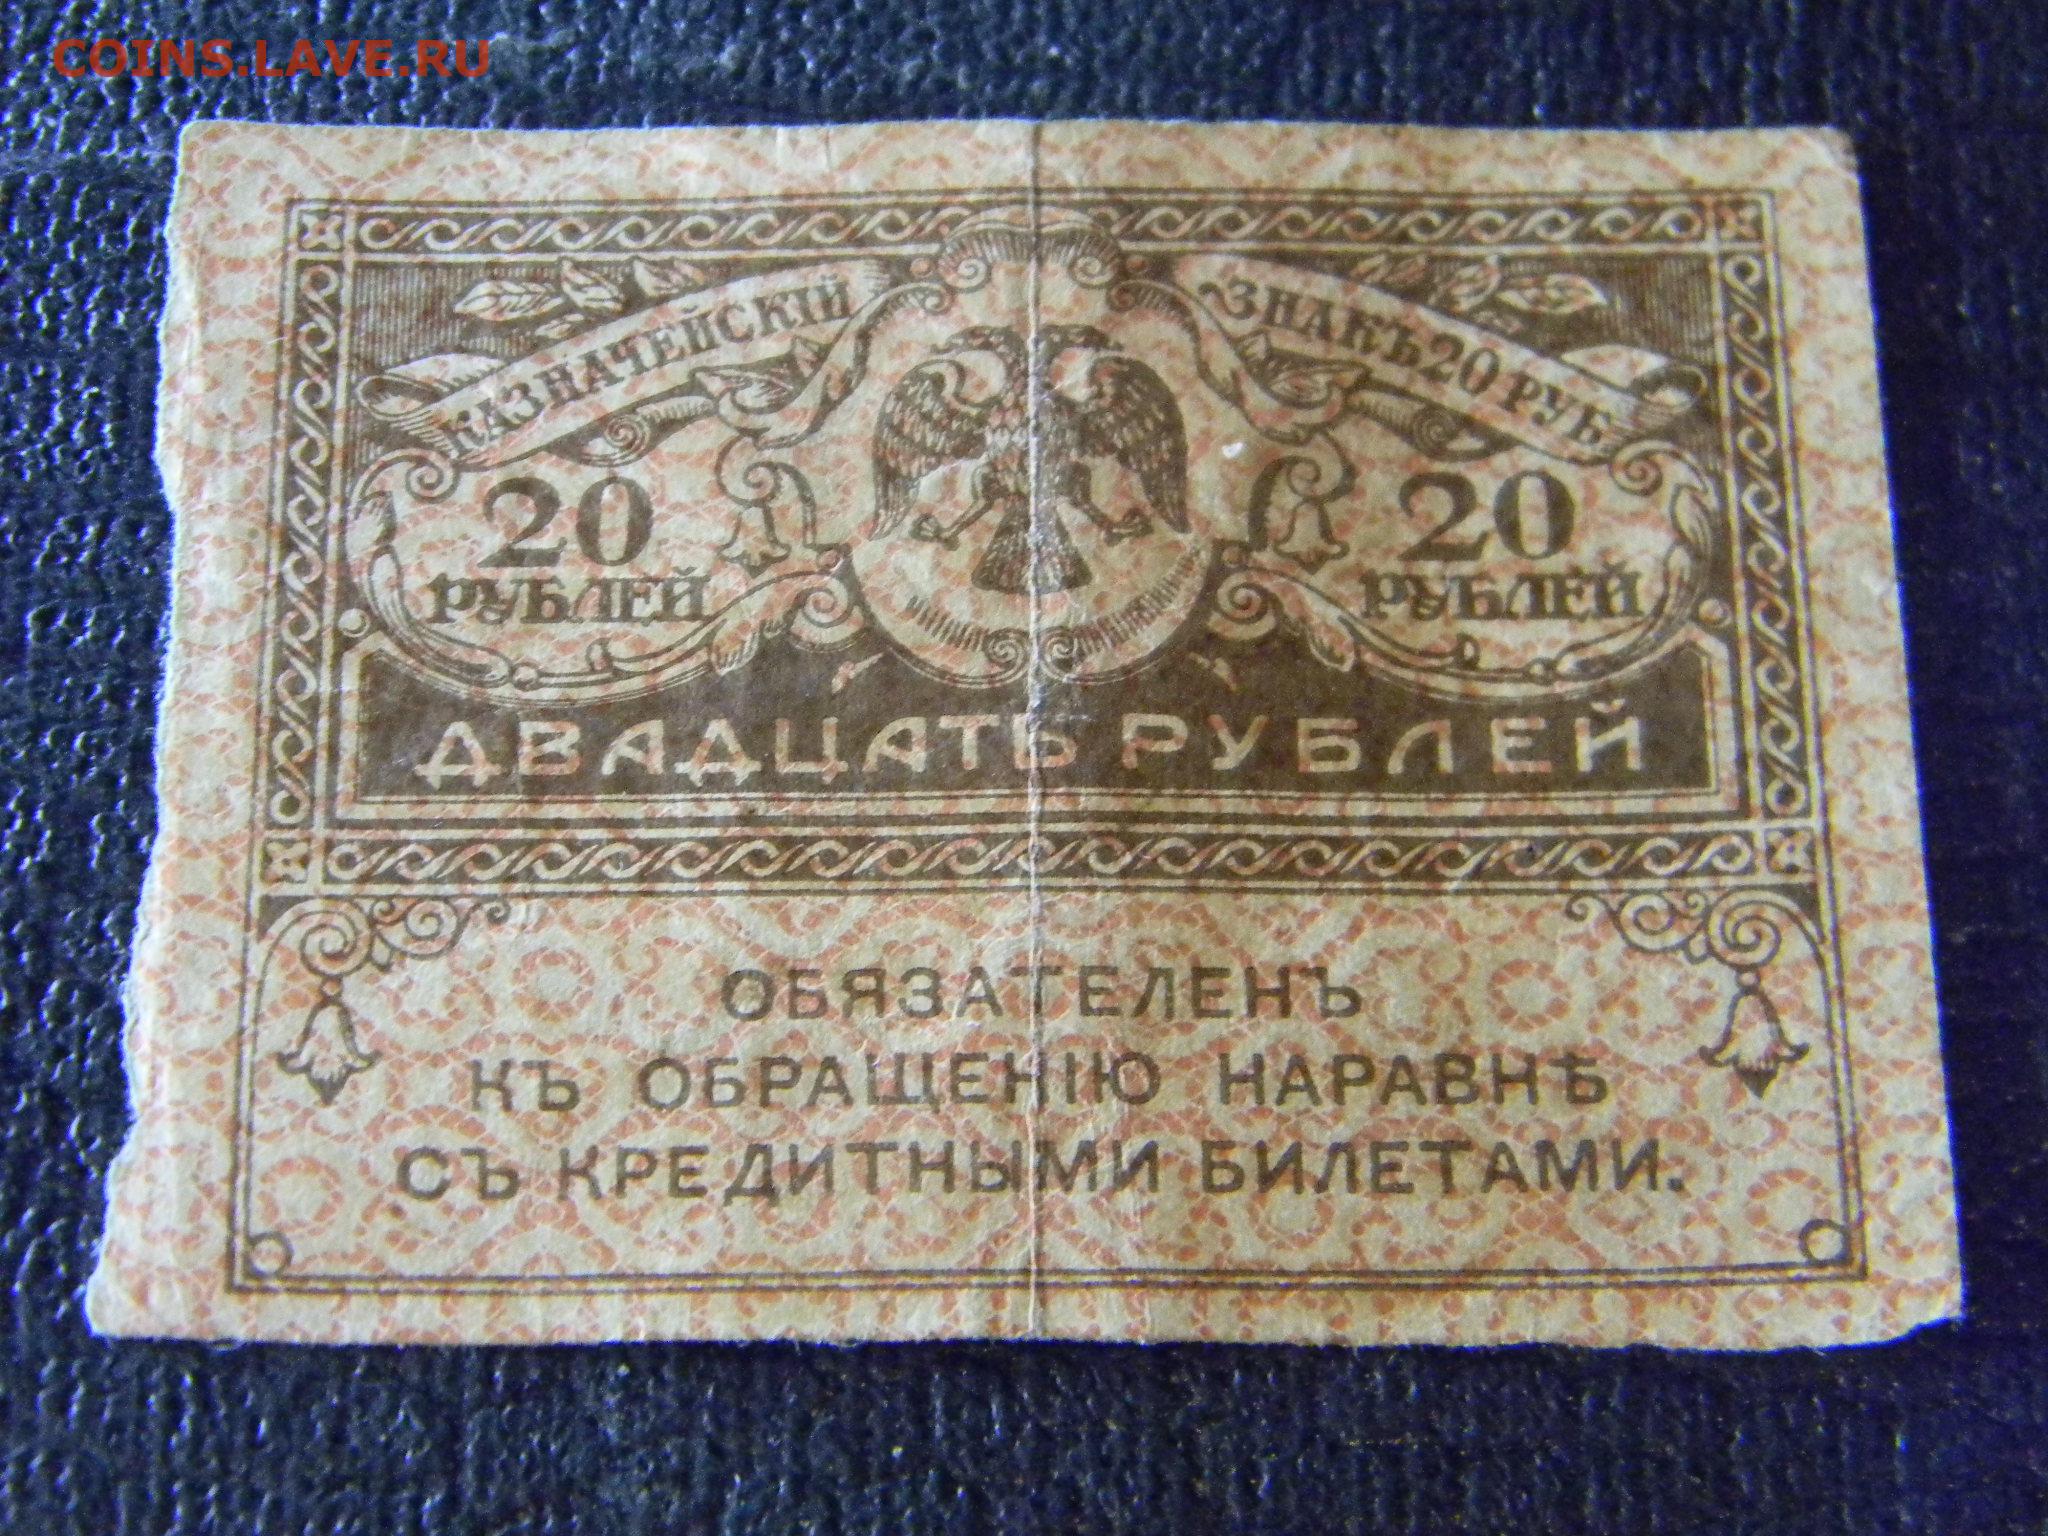 COINS.LAVE.RU
КАЗНАЧЕЙСКІЙ
ЗНАКЪ 20 РУБ
20
РУБЛЕЙ
20
РУБЛЕЙ
ДВАДЦАТЬ РУБЛЕЙ
ОБЯЗАТЕЛЕНЪ
КЪ ОБРАЩЕНІЮ НАРАВНѢ
СЪ КРЕДИТНЫМИ БИЛЕТАМИ.